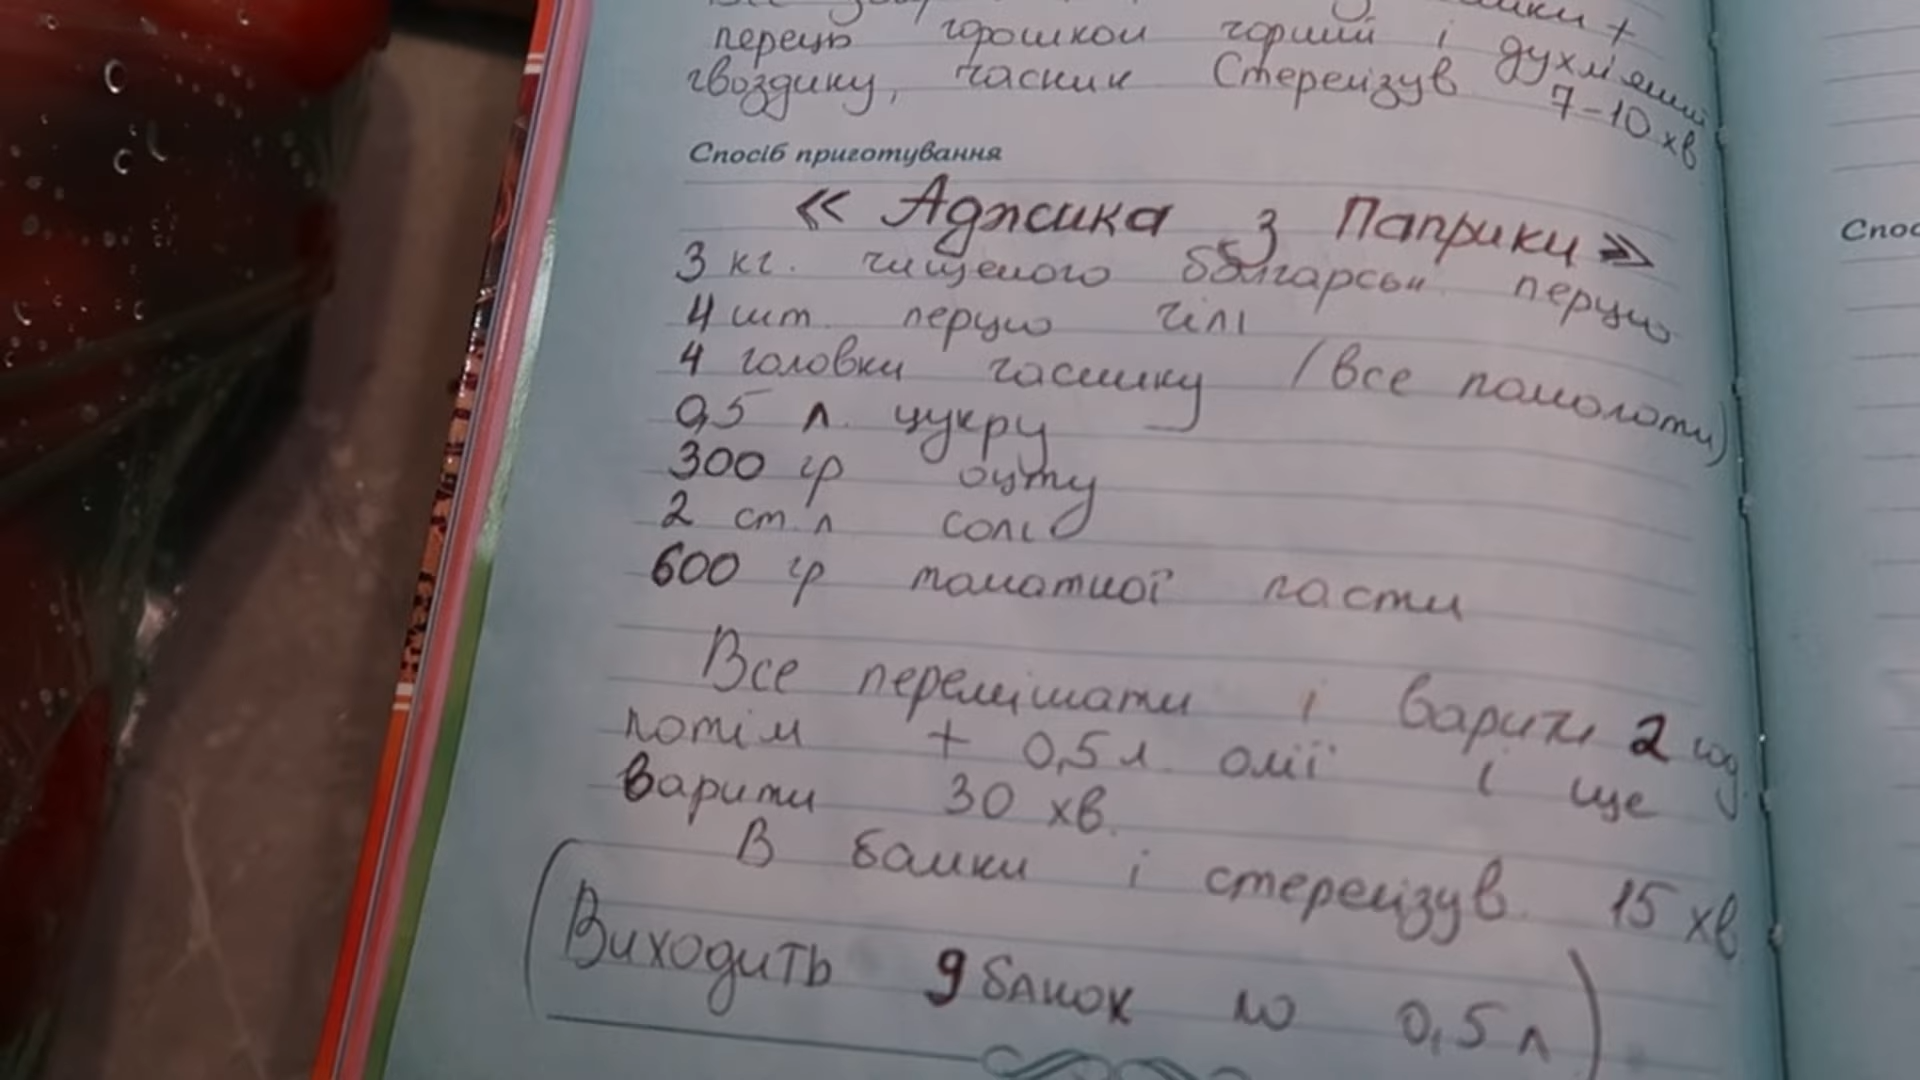 перець горошком горший і духмяний
гвоздику, часник Стерелізув 7-10 хв
Спосіб приготування
« Аджика з Паприки »
3 кг. чищеного болгарськ перцю
4 шт. перцю чілі
4 головки часнику (все помолоти)
0,5 л. цукру
300 гр оцту
2 ст.л солі
600 гр томатної пасти
Все перемішати і варити 2 год.
потім + 0,5 л. олії і ще
варити 30 хв.
В банки і стерелізув. 15 хв
(Виходить 9 банок по 0,5 л)